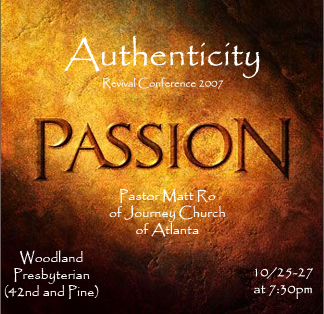 Authenticity
Revival Conference 2007
PASSION
Pastor Matt Ro
of Journey Church
of Atlanta
Woodland
Presbyterian
(42nd and Pine)
10/25-27
at 7:30pm